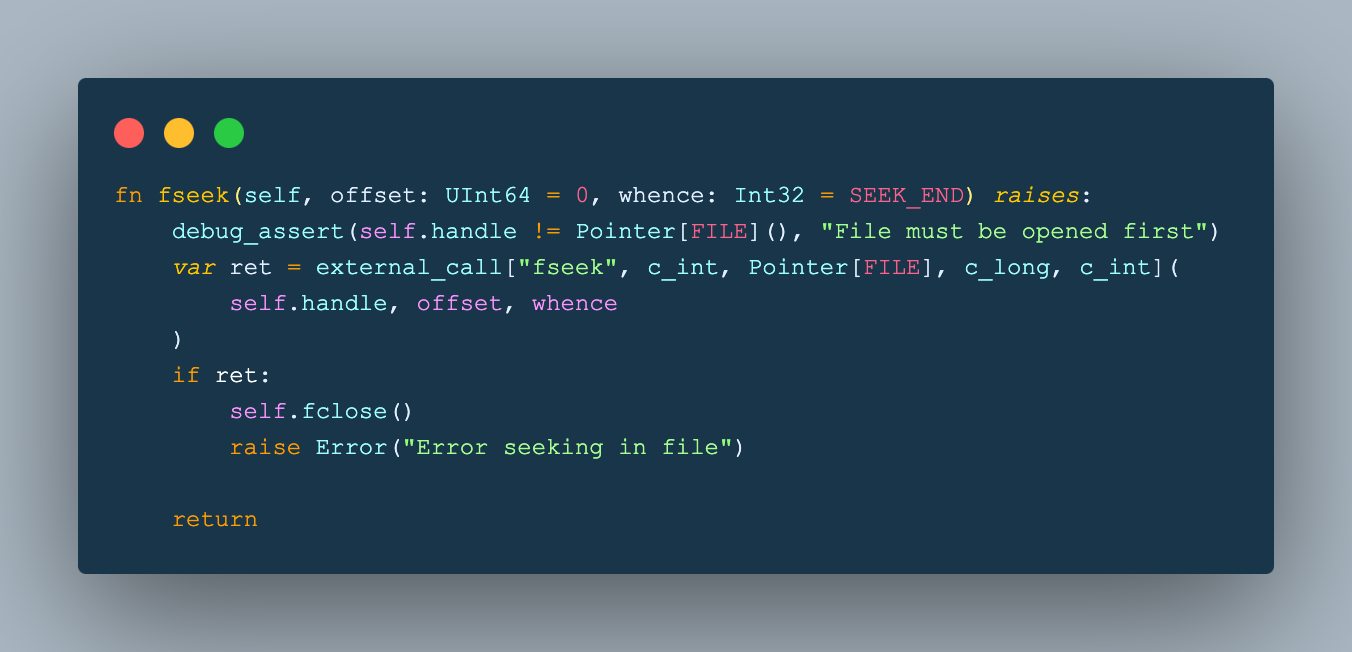 fn fseek(self, offset: UInt64 = 0, whence: Int32 = SEEK_END) raises:
    debug_assert(self.handle != Pointer[FILE](), "File must be opened first")
    var ret = external_call["fseek", c_int, Pointer[FILE], c_long, c_int](
        self.handle, offset, whence
    )
    if ret:
        self.fclose()
        raise Error("Error seeking in file")

    return